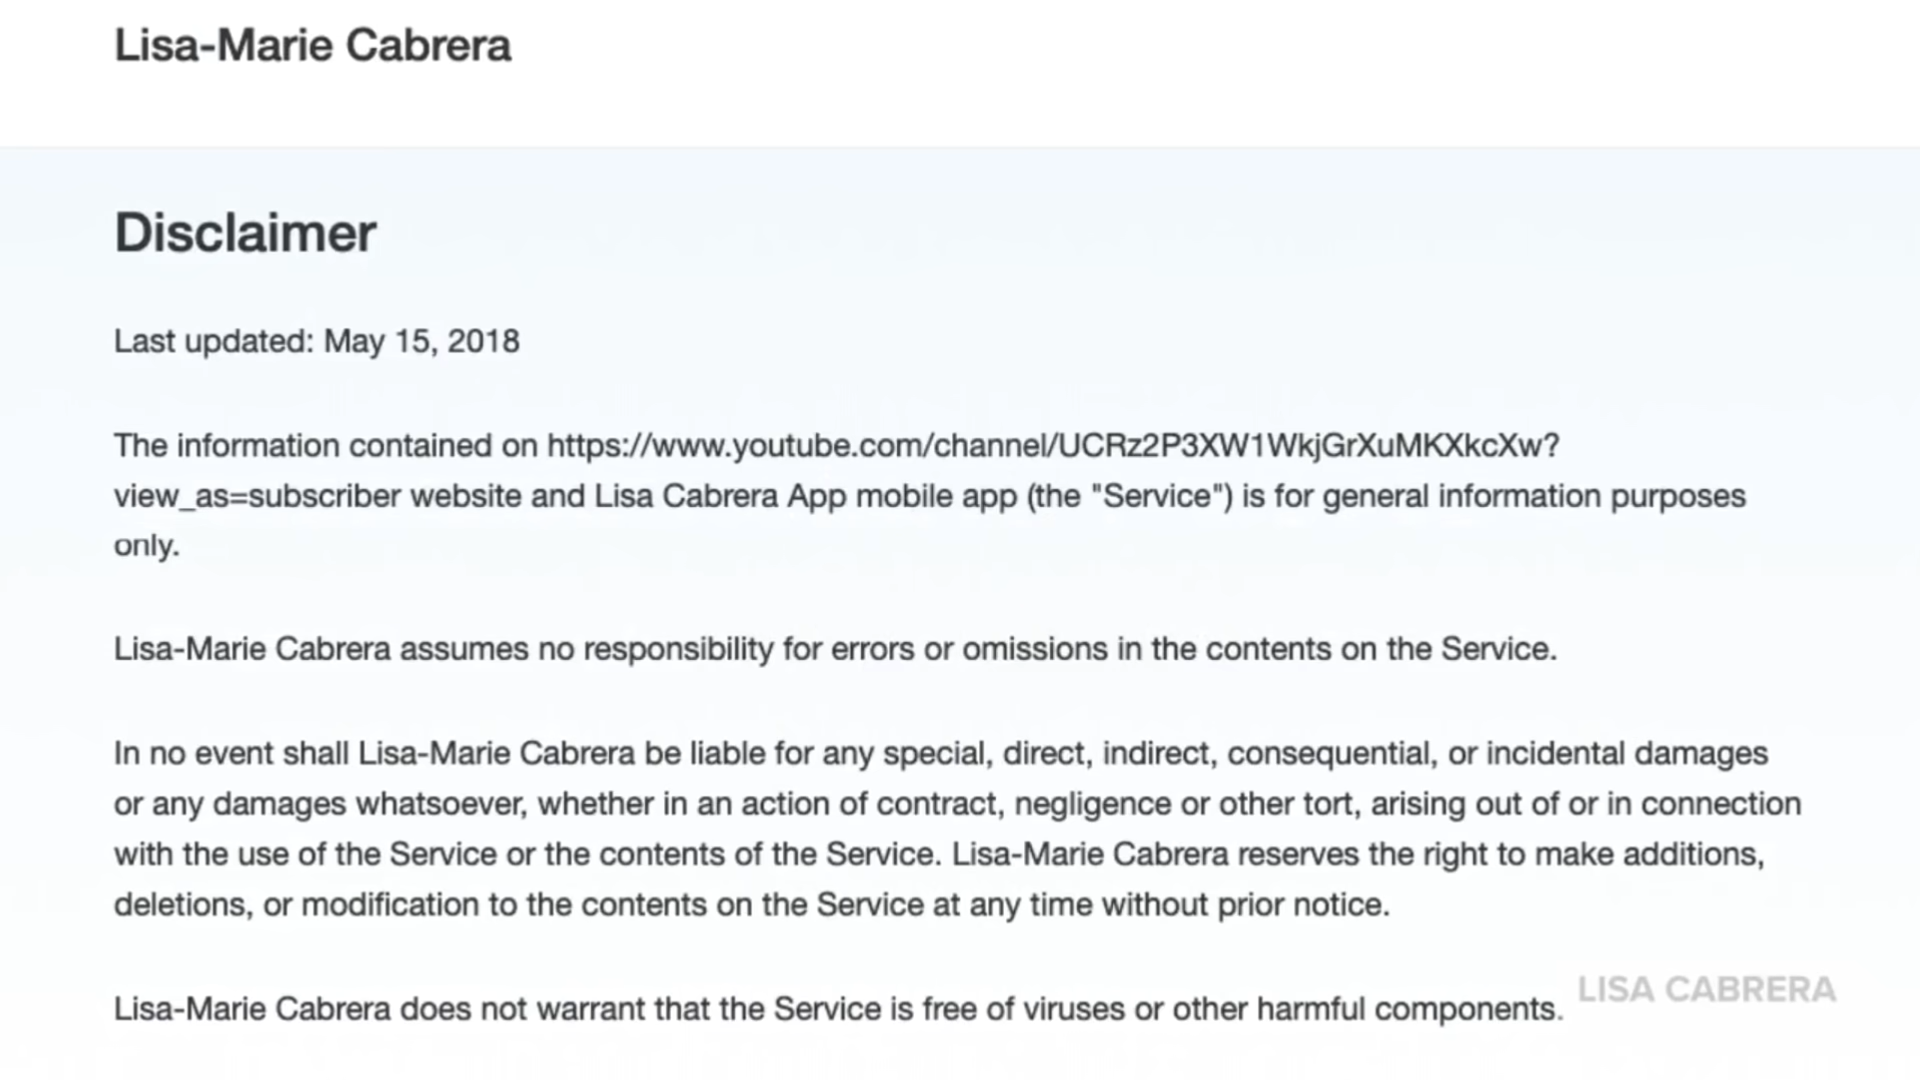 Lisa-Marie Cabrera
Disclaimer
Last updated: May 15, 2018
The information contained on https://www.youtube.com/channel/UCRz2P3XW1WkjGrXuMKXkcXw?
view_as=subscriber website and Lisa Cabrera App mobile app (the "Service") is for general information purposes
only.
Lisa-Marie Cabrera assumes no responsibility for errors or omissions in the contents on the Service.
In no event shall Lisa-Marie Cabrera be liable for any special, direct, indirect, consequential, or incidental damages
or any damages whatsoever, whether in an action of contract, negligence or other tort, arising out of or in connection
with the use of the Service or the contents of the Service. Lisa-Marie Cabrera reserves the right to make additions,
deletions, or modification to the contents on the Service at any time without prior notice.
Lisa-Marie Cabrera does not warrant that the Service is free of viruses or other harmful components.
LISA CABRERA